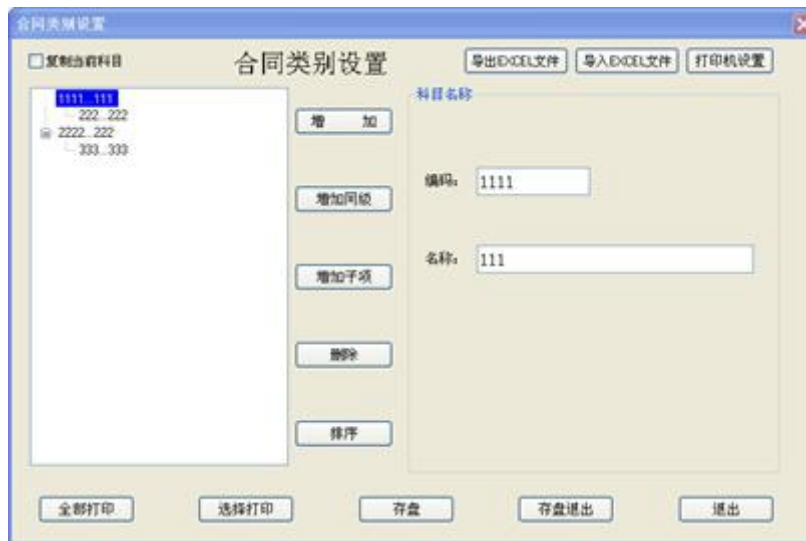 合同类别设置
复制当前科目
合同类别设置
导出EXCEL文件
导入EXCEL文件
打印机设置
1111...111
222...222
2222...222
333...333
增 加
增加同级
增加子项
删除
排序
科目名称
编码:
1111
名称:
111
全部打印
选择打印
存盘
存盘退出
退出